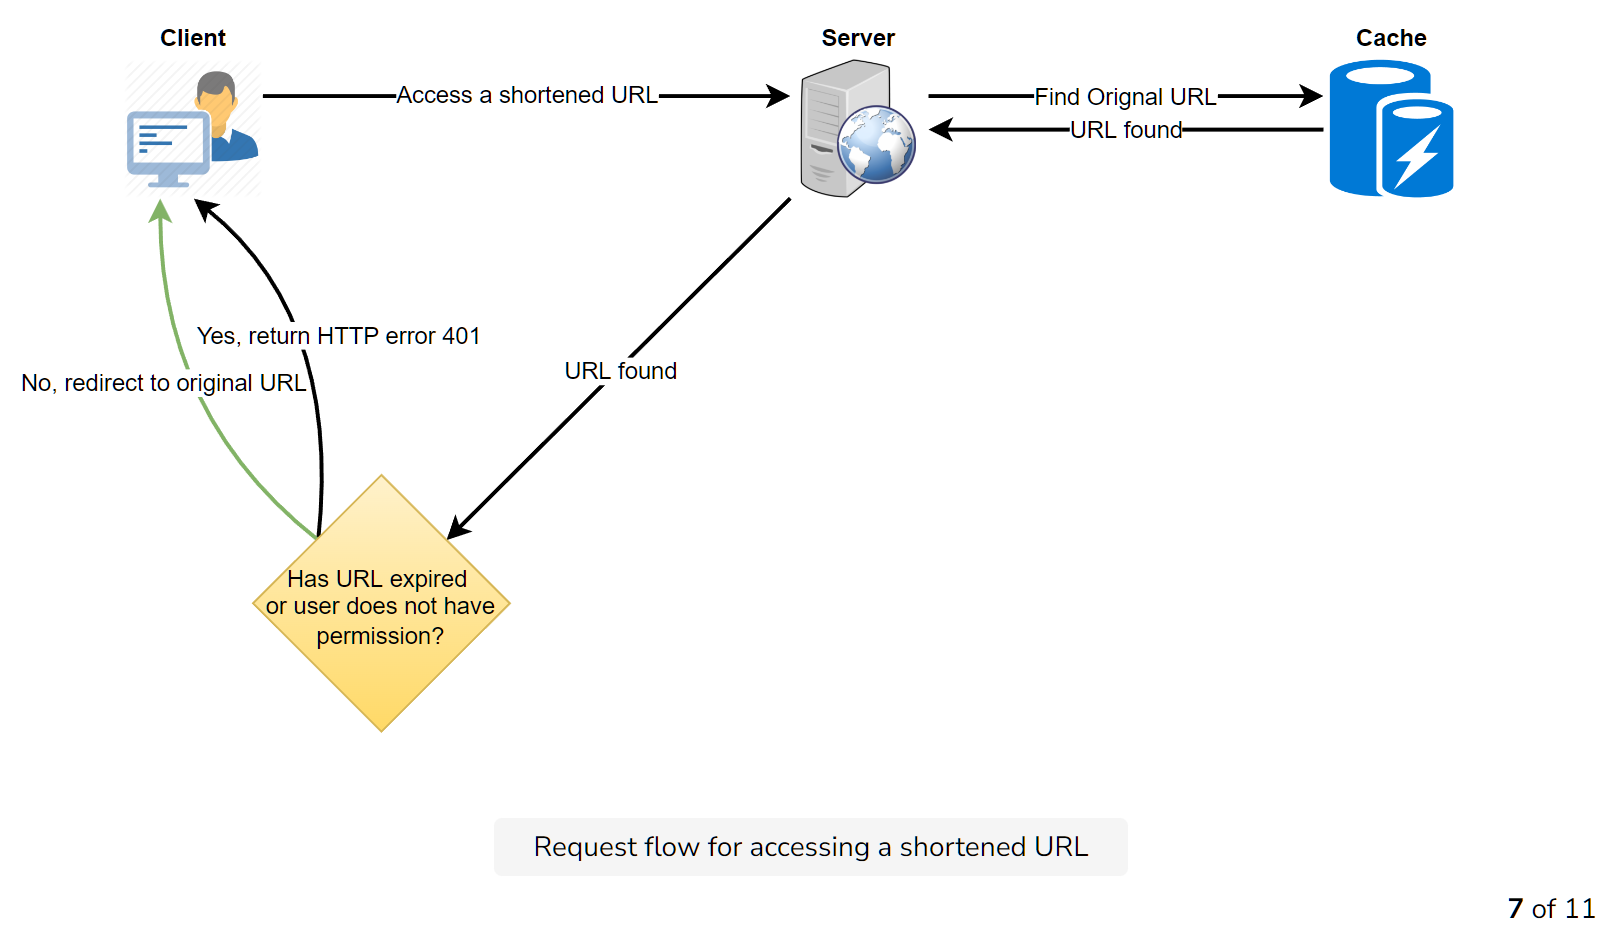 Client
Server
Cache
Access a shortened URL
Find Orignal URL
URL found
Yes, return HTTP error 401
URL found
No, redirect to original URL
Has URL expired
or user does not have
permission?
Request flow for accessing a shortened URL
7 of 11